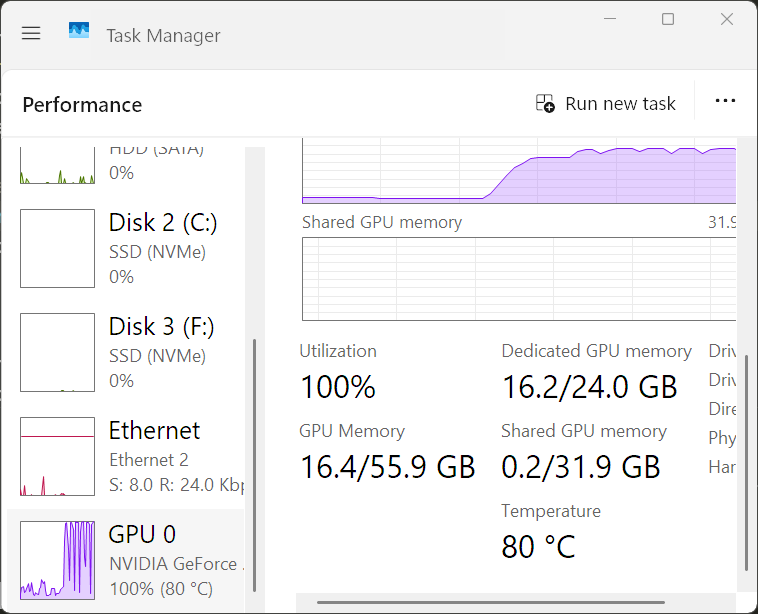 Task Manager
Performance
Run new task
HDD (SATA)
0%
Disk 2 (C:)
SSD (NVMe)
0%
Disk 3 (F:)
SSD (NVMe)
0%
Ethernet
Ethernet 2
S: 8.0 R: 24.0 Kbp
GPU 0
NVIDIA GeForce
100% (80 °C)
Shared GPU memory 31.9
Utilization
100%
Dedicated GPU memory
16.2/24.0 GB
GPU Memory
16.4/55.9 GB
Shared GPU memory
0.2/31.9 GB
Temperature
80 °C
Driv
Driv
Dire
Phy
Har